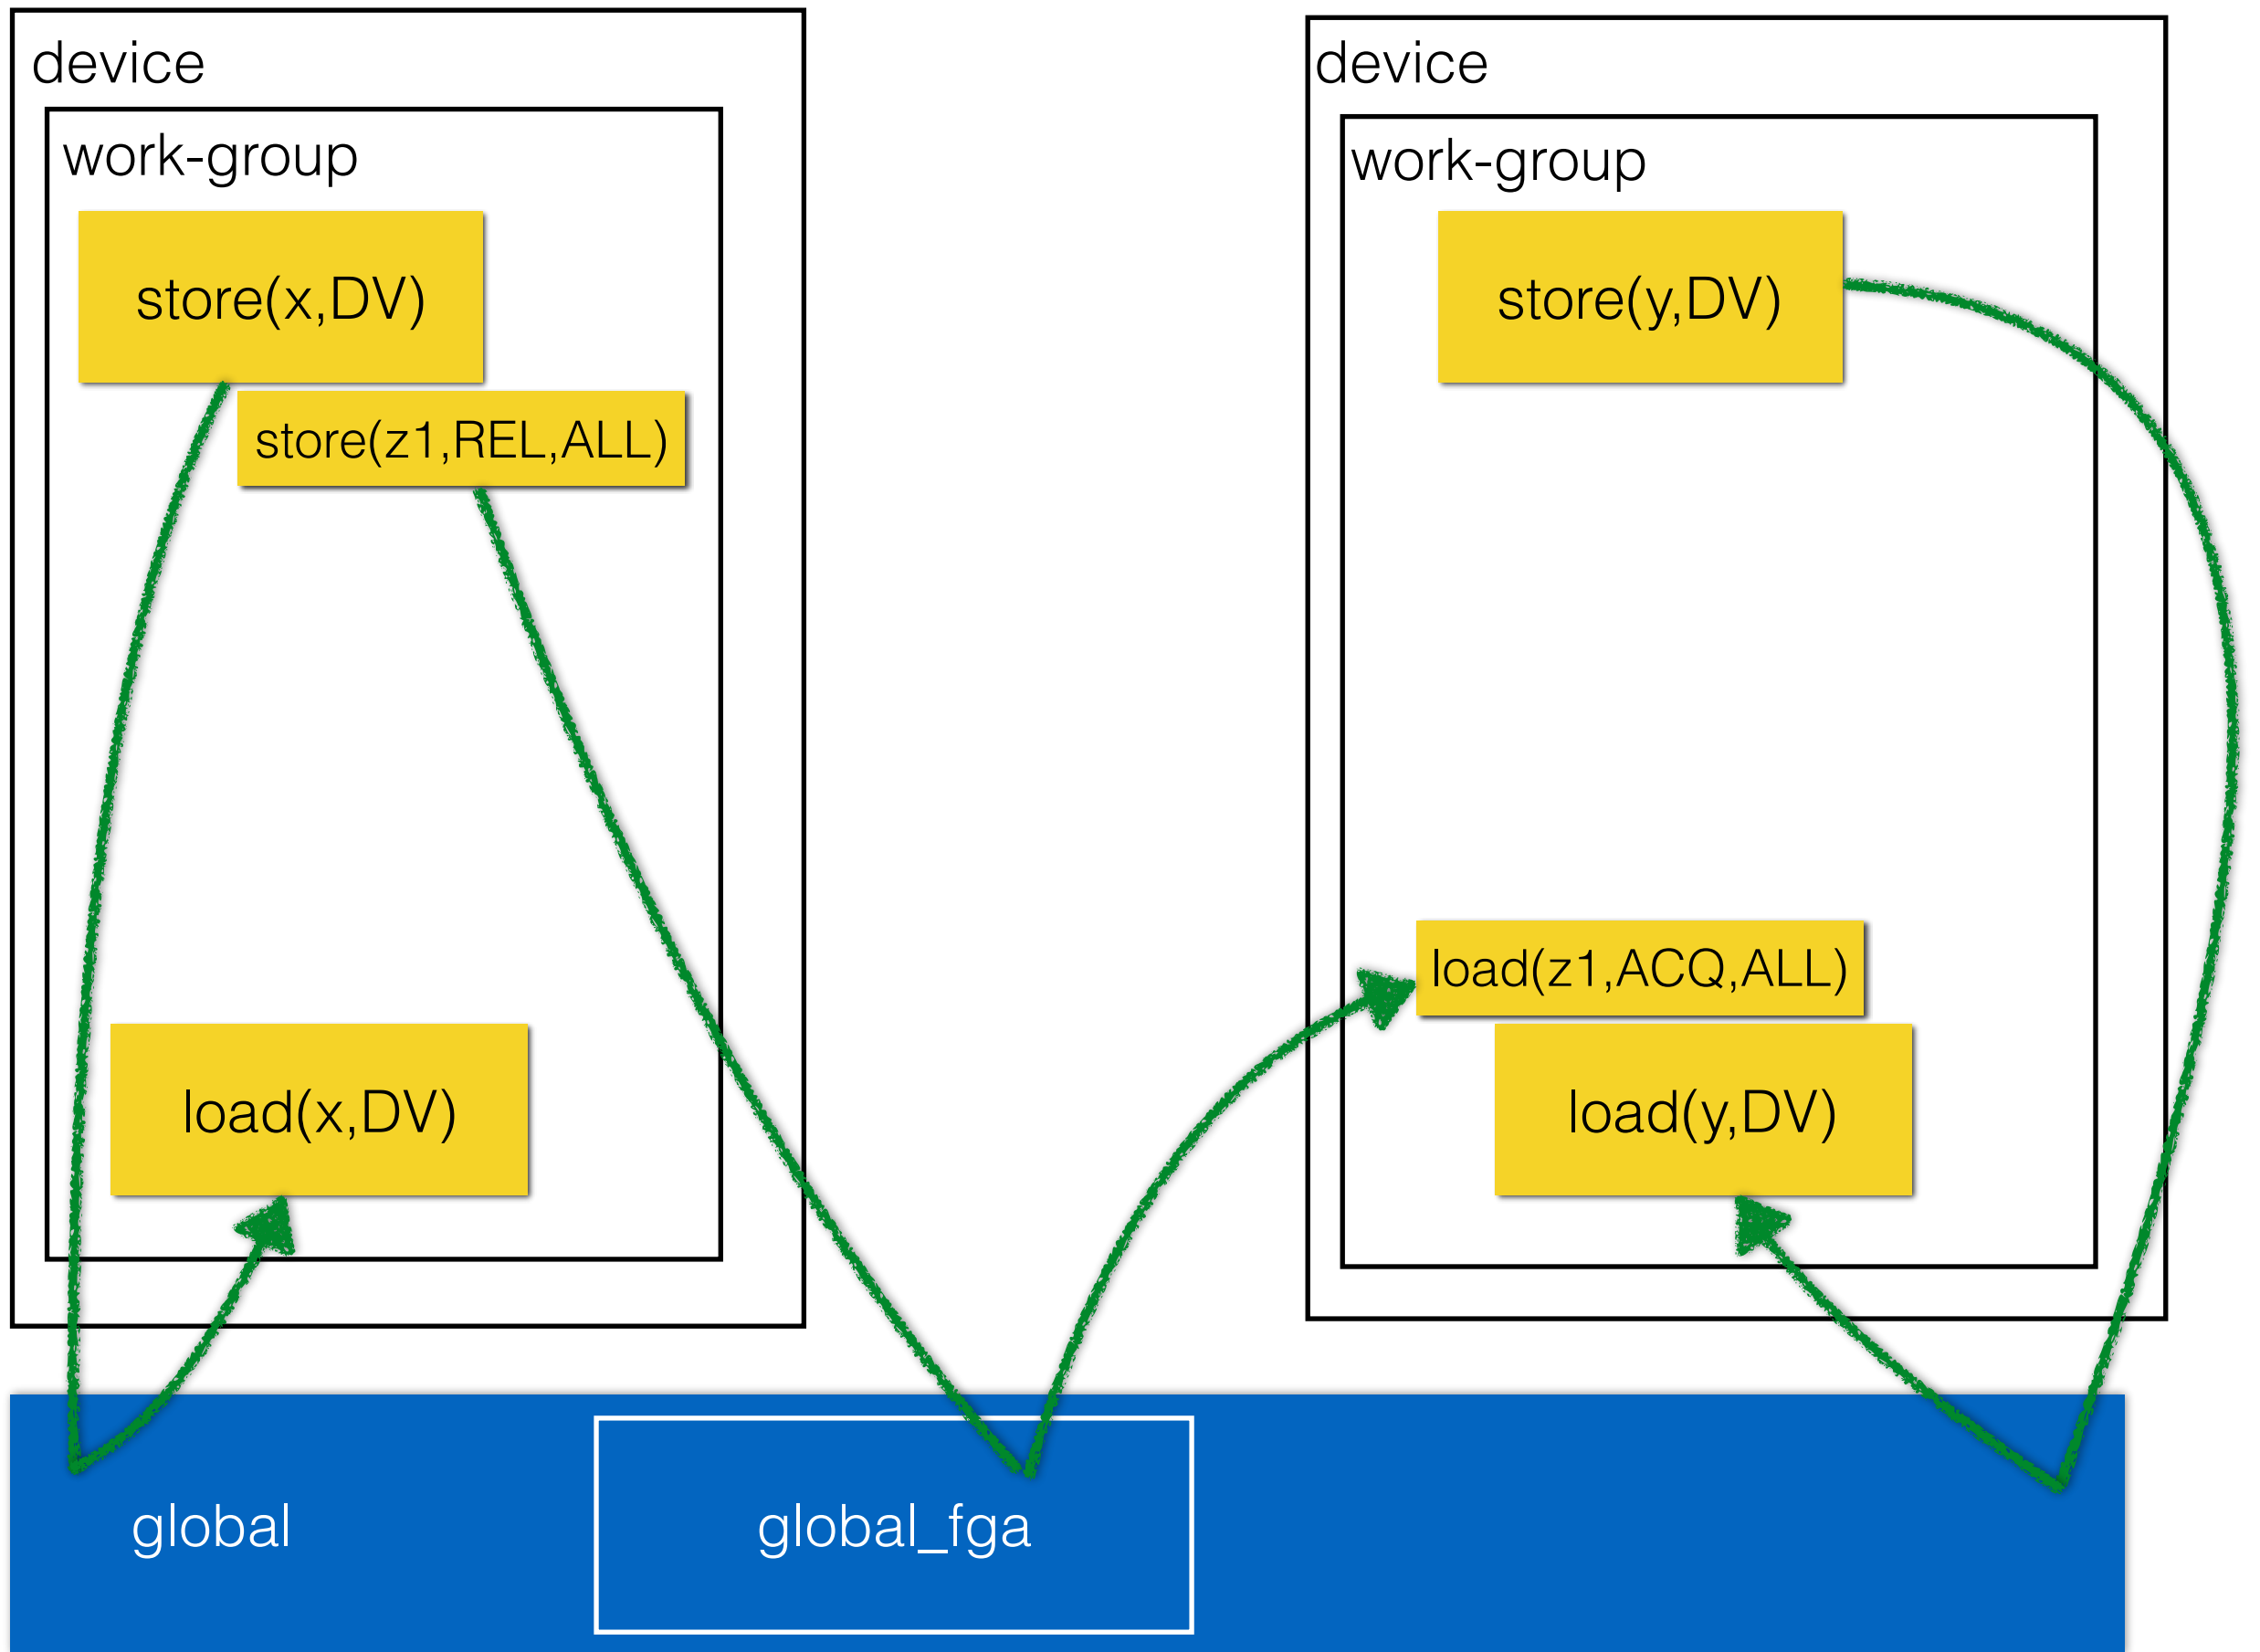 device
work-group
store(x,DV)
store(z1,REL,ALL)
load(x,DV)
device
work-group
store(y,DV)
load(z1,ACQ,ALL)
load(y,DV)
global
global_fga